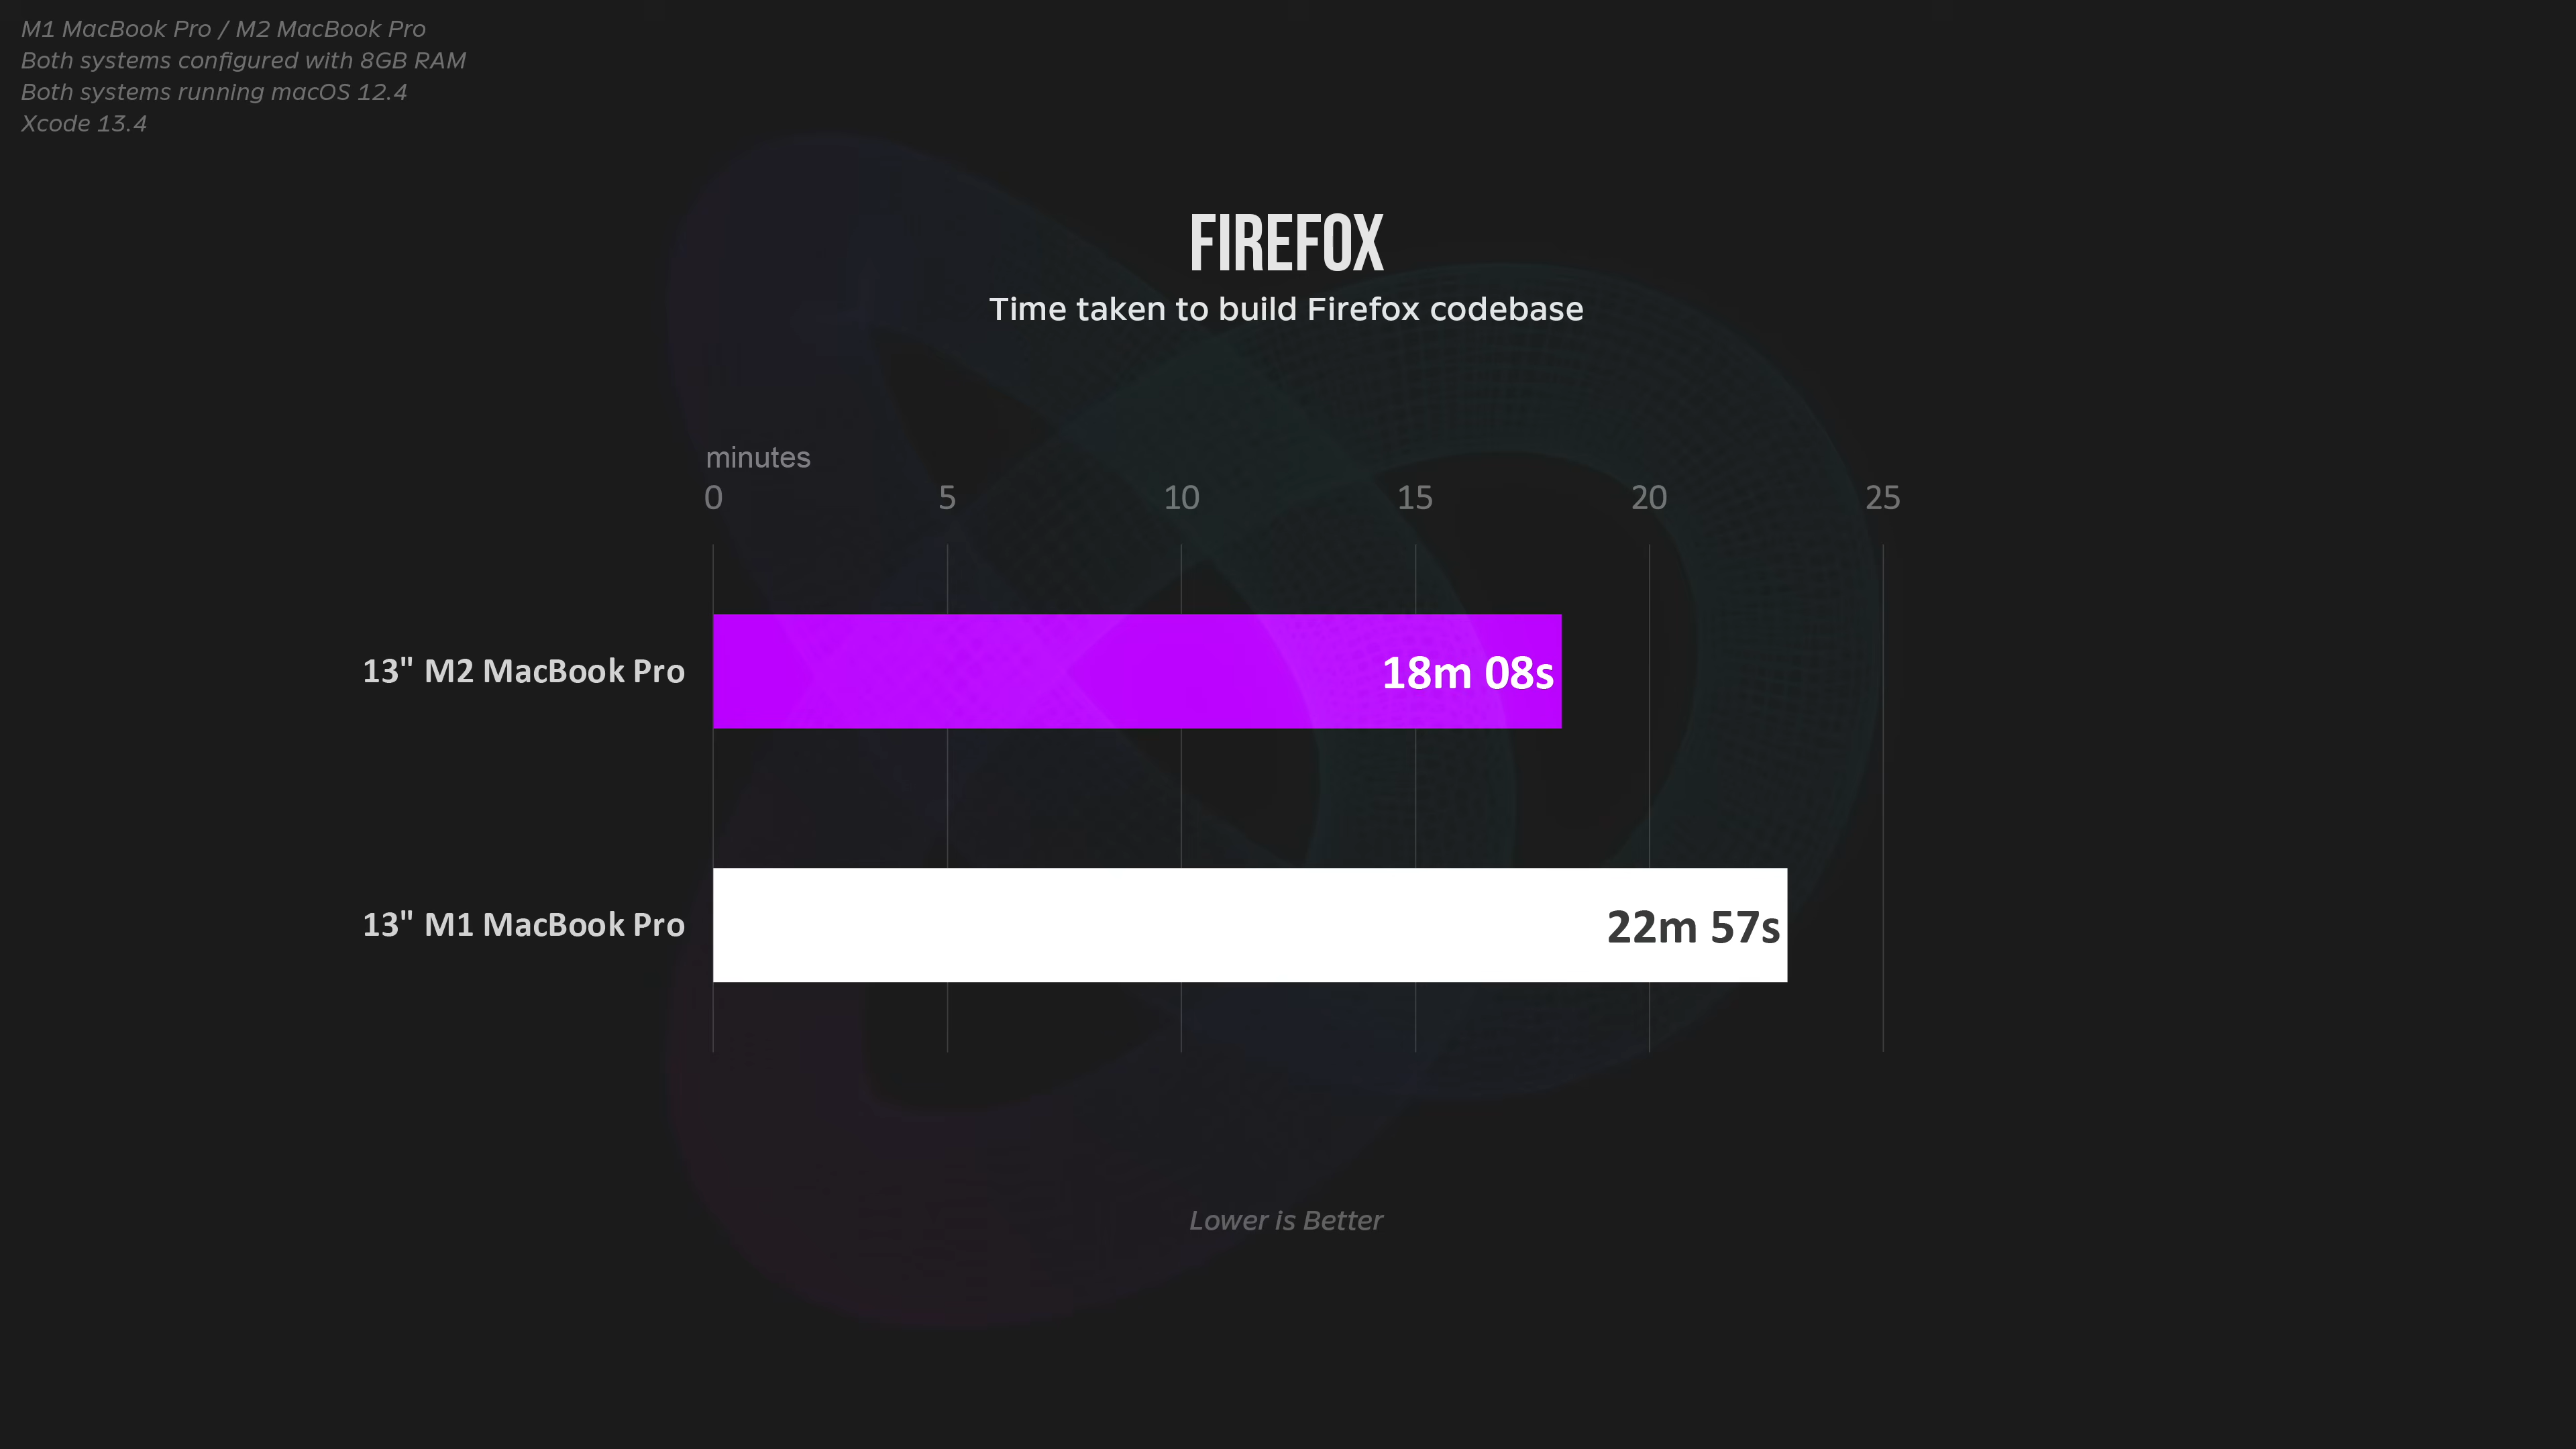 M1 MacBook Pro / M2 MacBook Pro
Both systems configured with 8GB RAM
Both systems running macOS 12.4
Xcode 13.4
FIREFOX
Time taken to build Firefox codebase
minutes
0 5 10 15 20 25
13" M2 MacBook Pro 18m 08s
13" M1 MacBook Pro 22m 57s
Lower is Better